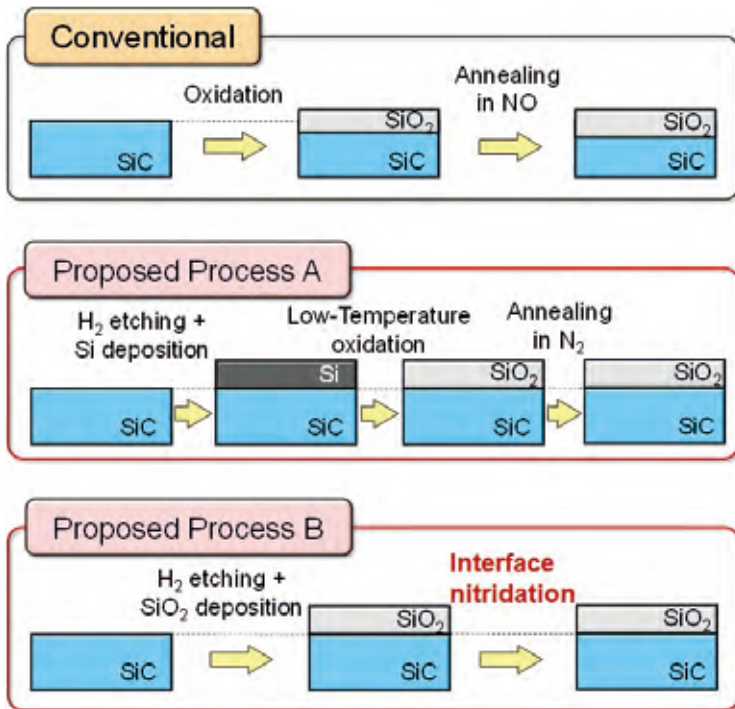 Conventional
Oxidation
Annealing
in NO
SiC
SiO₂
SiC
SiO₂
SiC
Proposed Process A
H₂ etching +
Si deposition
Low-Temperature
oxidation
Annealing
in N₂
SiC
Si
SiC
SiO₂
SiC
SiO₂
SiC
Proposed Process B
H₂ etching +
SiO₂ deposition
Interface
nitridation
SiC
SiO₂
SiC
SiO₂
SiC